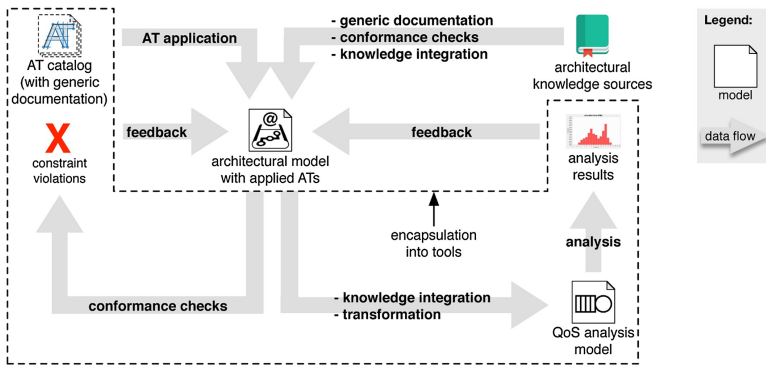 AT catalog
(with generic
documentation)
AT application
- generic documentation
- conformance checks
- knowledge integration
architectural
knowledge sources
Legend:
model
data flow
X
constraint
violations
feedback
@
architectural model
with applied ATs
feedback
analysis
results
encapsulation
into tools
analysis
conformance checks
- knowledge integration
- transformation
QoS analysis
model